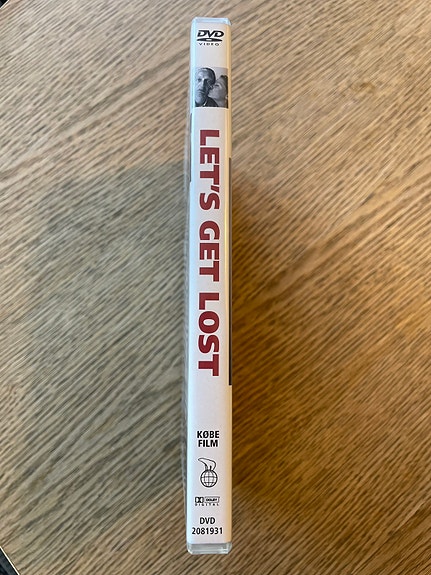 DVD
VIDEO
LET'S GET LOST
KØBE
FILM
DOLBY
DIGITAL
DVD
2081931